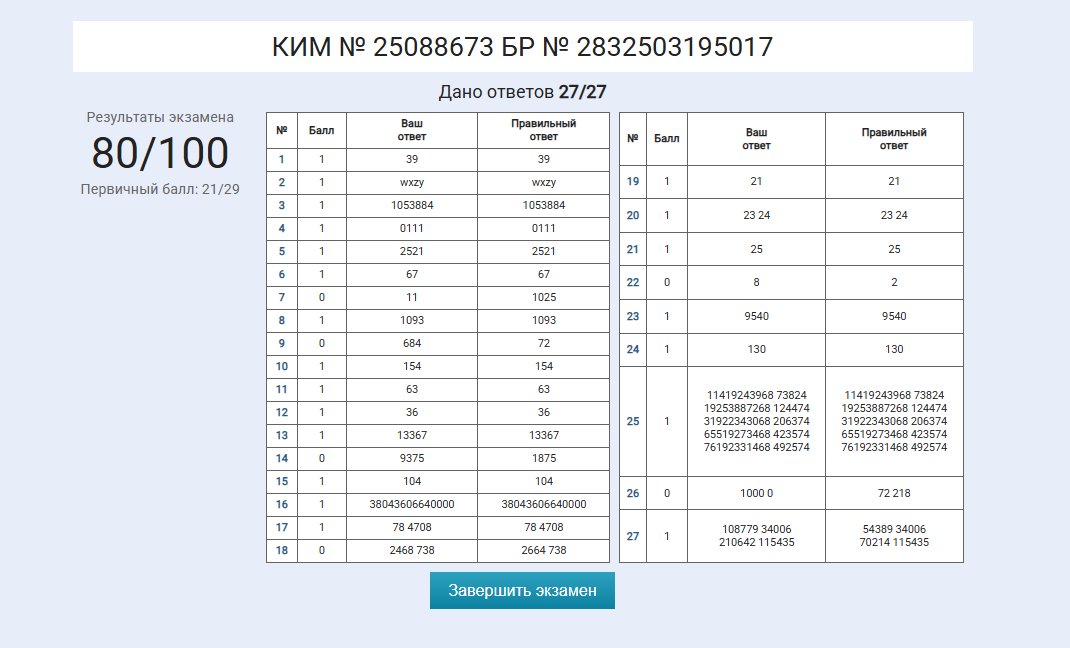 КИМ № 25088673 БР № 2832503195017
Дано ответов 27/27
Результаты экзамена
80/100
Первичный балл: 21/29
№ Балл Ваш ответ Правильный ответ
1 1 39 39
2 1 wxzy wxzy
3 1 1053884 1053884
4 1 0111 0111
5 1 2521 2521
6 1 67 67
7 0 11 1025
8 1 1093 1093
9 0 684 72
10 1 154 154
11 1 63 63
12 1 36 36
13 1 13367 13367
14 0 9375 1875
15 1 104 104
16 1 38043606640000 38043606640000
17 1 78 4708 78 4708
18 0 2468 738 2664 738
№ Балл Ваш ответ Правильный ответ
19 1 21 21
20 1 23 24 23 24
21 1 25 25
22 0 8 2
23 1 9540 9540
24 1 130 130
11419243968 73824 11419243968 73824
19253887268 124474 19253887268 124474
25 1 31922343068 206374 31922343068 206374
65519273468 423574 65519273468 423574
76192331468 492574 76192331468 492574
26 0 1000 0 72 218
27 1 108779 34006 54389 34006
210642 115435 70214 115435
Завершить экзамен